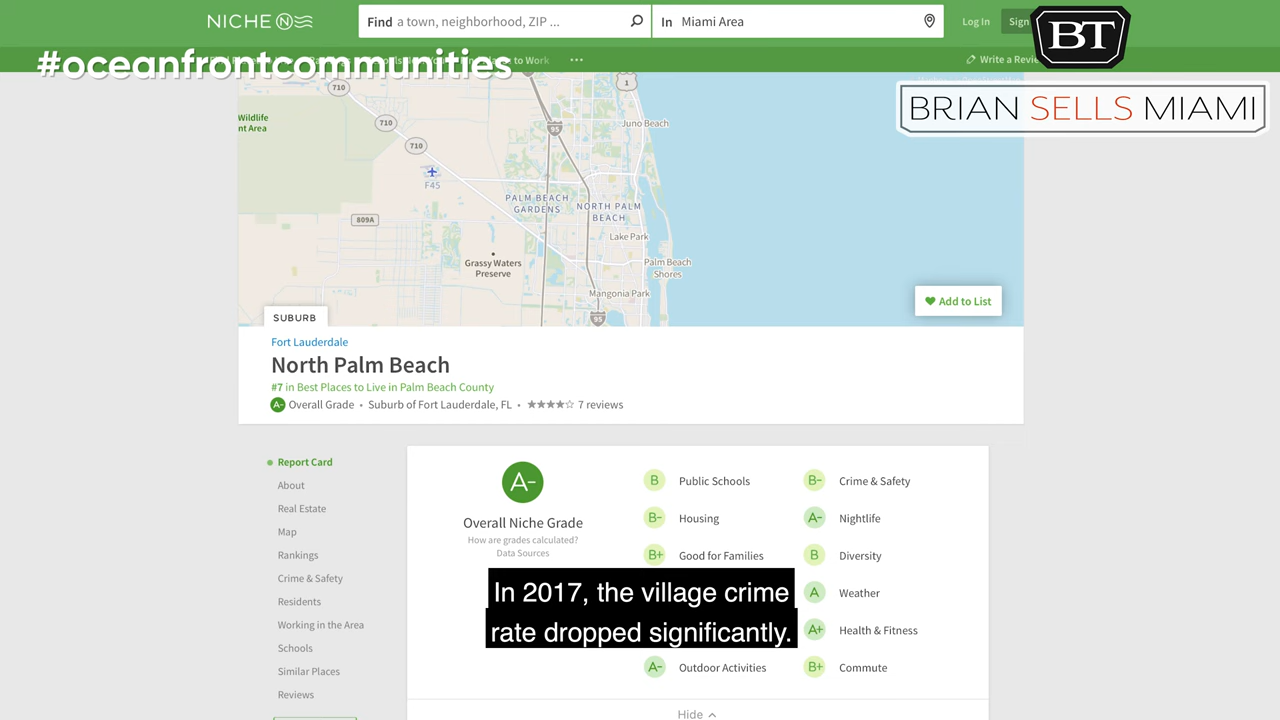 NICHE
Find a town, neighborhood, ZIP ...
In Miami Area
Log In
Sign
BT
#oceanfrontcommunities
to Work
Write a Revie
BRIAN SELLS MIAMI
710
1
Wildlife
nt Area
95
Juno Beach
710
710
F45
PALM BEACH
GARDENS
NORTH PALM
BEACH
809A
Lake Park
Grassy Waters
Preserve
Palm Beach
Shores
Mangonia Park
95
Add to List
SUBURB
Fort Lauderdale
North Palm Beach
#7 in Best Places to Live in Palm Beach County
A- Overall Grade • Suburb of Fort Lauderdale, FL • 7 reviews
Report Card
About
Real Estate
Map
Rankings
Crime & Safety
Residents
Working in the Area
Schools
Similar Places
Reviews
A-
Overall Niche Grade
How are grades calculated?
Data Sources
B Public Schools
B- Crime & Safety
B- Housing
A- Nightlife
B+ Good for Families
B Diversity
A Weather
A+ Health & Fitness
A- Outdoor Activities
B+ Commute
In 2017, the village crime
rate dropped significantly.
Hide